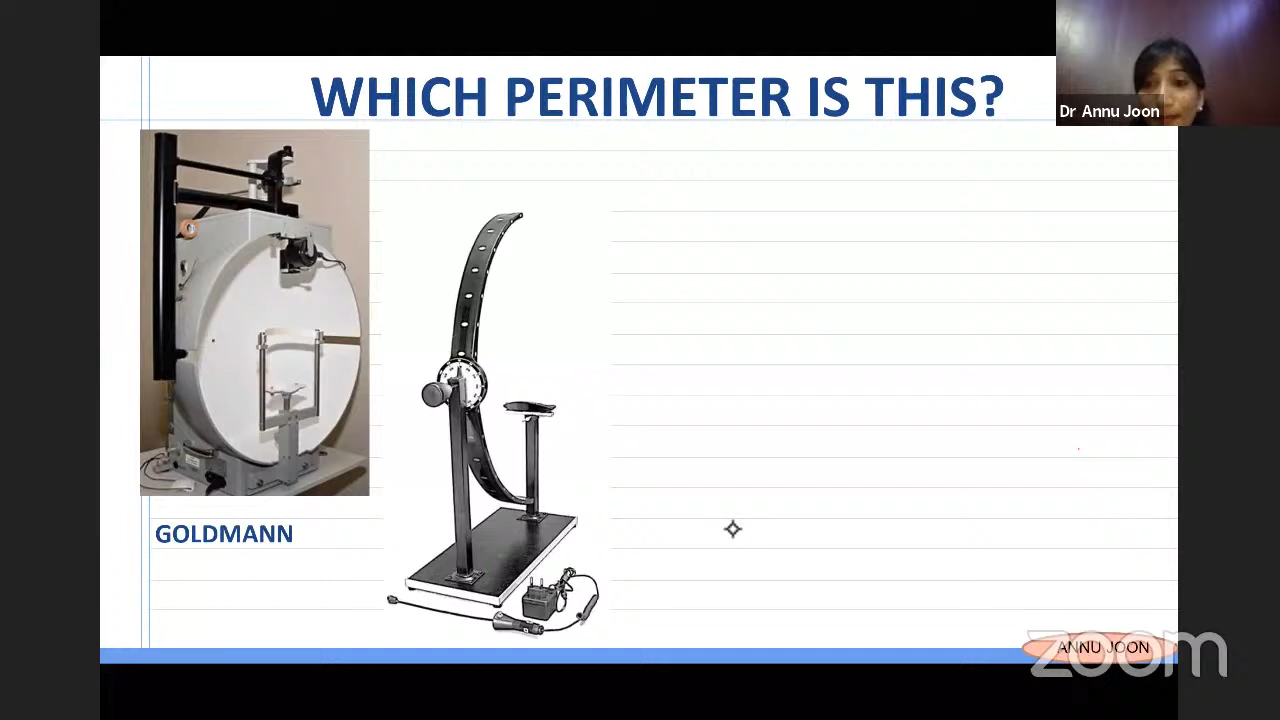 WHICH PERIMETER IS THIS?
Dr Annu Joon
GOLDMANN
ANNU JOON
zoom